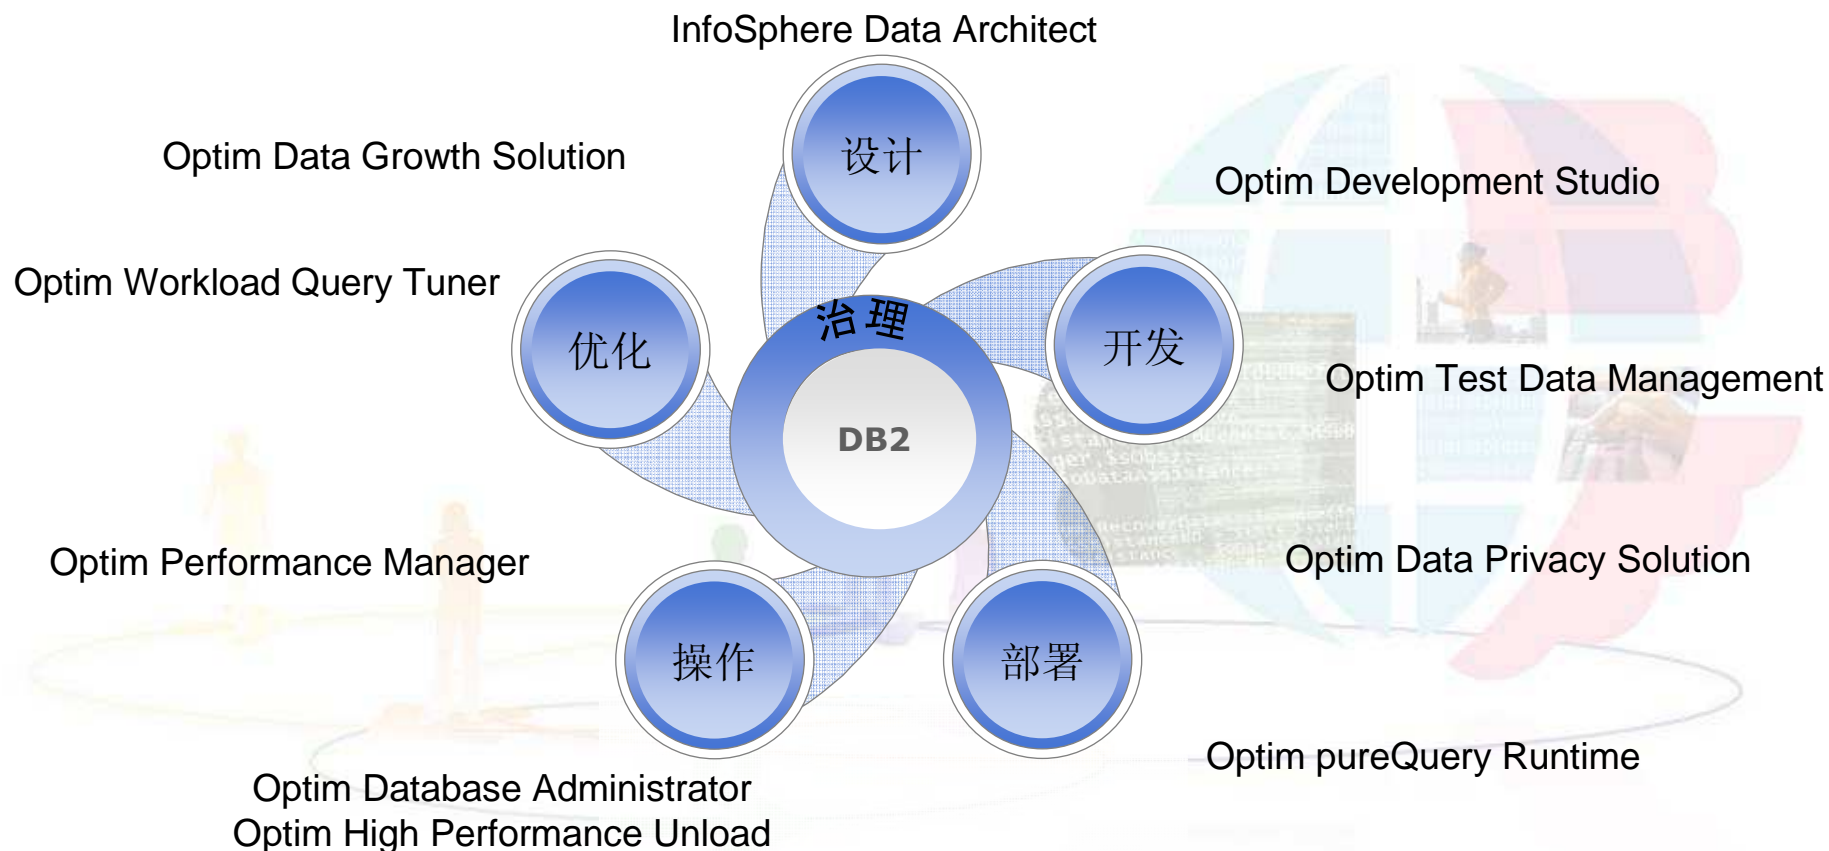 InfoSphere Data Architect
设计
Optim Data Growth Solution
Optim Development Studio
Optim Workload Query Tuner
治理
优化
开发
Optim Test Data Management
DB2
Optim Performance Manager
Optim Data Privacy Solution
操作
部署
Optim pureQuery Runtime
Optim Database Administrator
Optim High Performance Unload